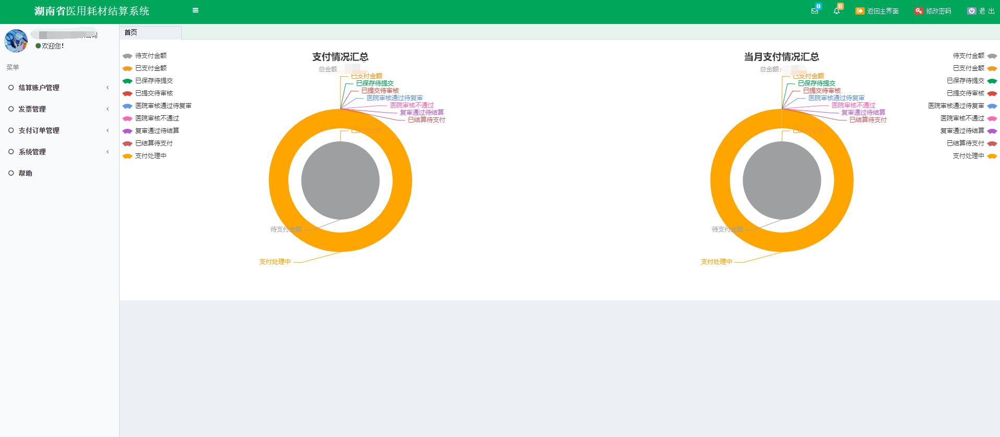 湖南省医用耗材结算系统
0
0
返回主界面
修改密码
退 出
公司
欢迎您!
菜单
结算账户管理
发票管理
支付订单管理
系统管理
帮助
首页
待支付金额
已支付金额
已保存待提交
已提交待审核
医院审核通过待复审
医院审核不通过
复审通过待结算
已结算待支付
支付处理中
支付情况汇总
总金额
已支付金额
已保存待提交
已提交待审核
医院审核通过待复审
医院审核不通过
复审通过待结算
已结算待支付
已支付金额
待支付金额
支付处理中
当月支付情况汇总
总金额:
已支付金额
已保存待提交
已提交待审核
医院审核通过待复审
医院审核不通过
复审通过待结算
已结算待支付
已支付金额
待支付金额
支付处理中
待支付金额
已支付金额
已保存待提交
已提交待审核
医院审核通过待复审
医院审核不通过
复审通过待结算
已结算待支付
支付处理中